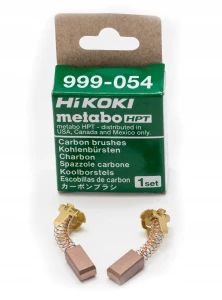 999-054
HiKOKI
metabo HPT
metabo HPT - distributed in
USA, Canada and Mexico only.
Carbon brushes
Kohlenbürsten
Charbon
Spazzole carbone
Koolborstels
Escobillas de carbon
カーボンブラシ
1set